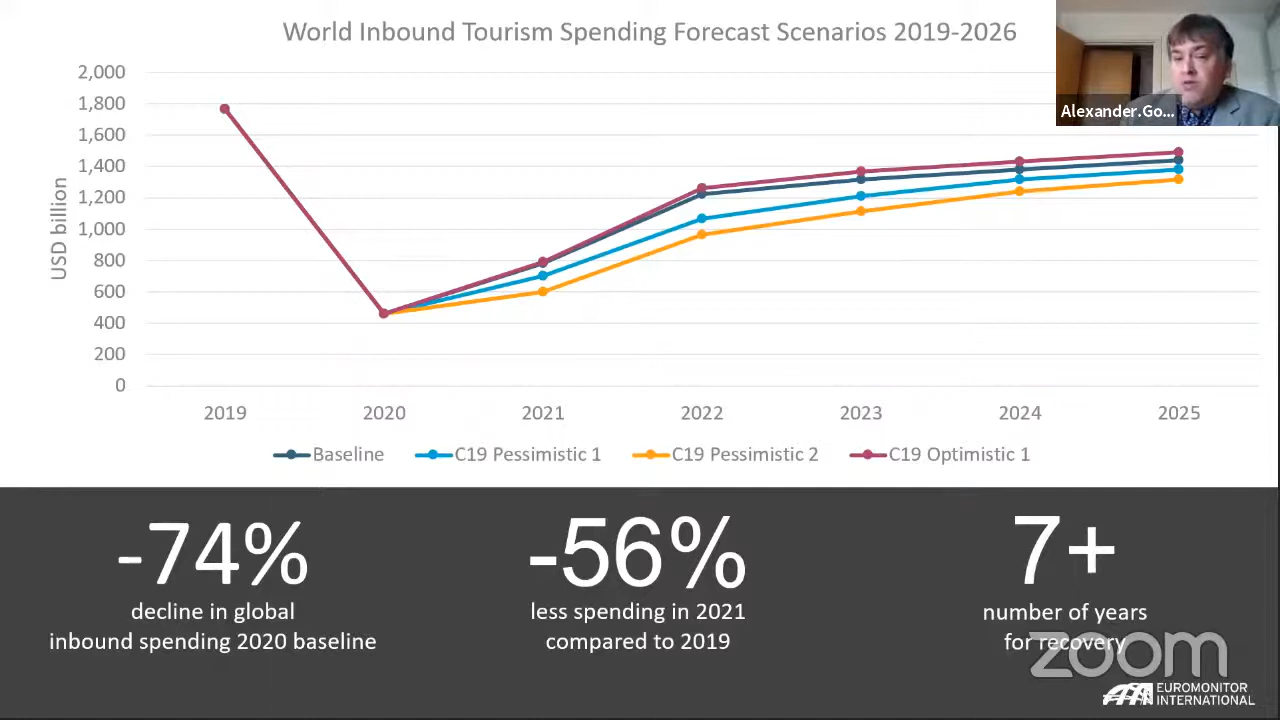 World Inbound Tourism Spending Forecast Scenarios 2019-2026
Alexander.Go...
USD billion
2,000
1,800
1,600
1,400
1,200
1,000
800
600
400
200
0
2019 2020 2021 2022 2023 2024 2025
Baseline C19 Pessimistic 1 C19 Pessimistic 2 C19 Optimistic 1
-74% -56% 7+
decline in global less spending in 2021 number of years
inbound spending 2020 baseline compared to 2019 for recovery
zoom
EUROMONITOR
INTERNATIONAL